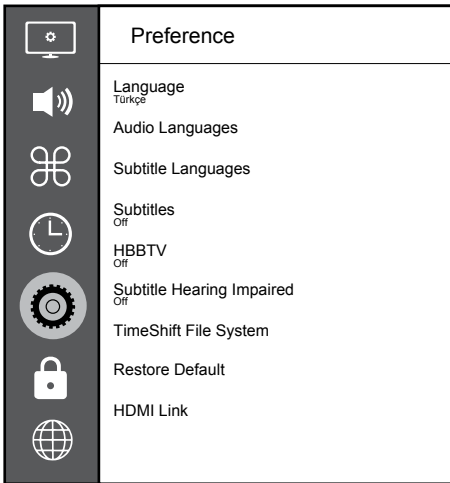 Preference
Language
Türkçe
Audio Languages
Subtitle Languages
Subtitles
Off
HBBTV
Off
Subtitle Hearing Impaired
Off
TimeShift File System
Restore Default
HDMI Link